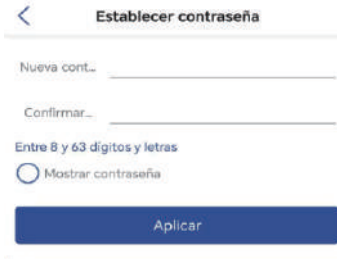 Establecer contraseña
Nueva cont...
Confirmar...
Entre 8 y 63 dígitos y letras
Mostrar contraseña
Aplicar